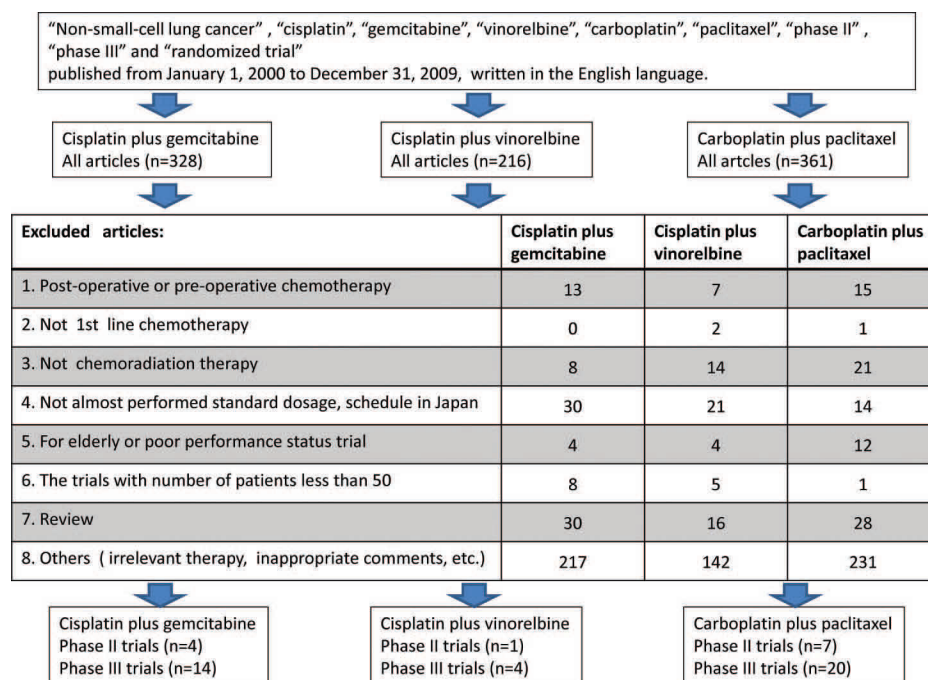 “Non-small-cell lung cancer” , “cisplatin”, “gemcitabine”, “vinorelbine”, “carboplatin”, “paclitaxel”, “phase II” ,
“phase III” and “randomized trial”
published from January 1, 2000 to December 31, 2009, written in the English language.
Cisplatin plus gemcitabine
All articles (n=328)
Cisplatin plus vinorelbine
All articles (n=216)
Carboplatin plus paclitaxel
All artcles (n=361)
Excluded articles:
Cisplatin plus
gemcitabine
Cisplatin plus
vinorelbine
Carboplatin plus
paclitaxel
1. Post-operative or pre-operative chemotherapy 13 7 15
2. Not 1st line chemotherapy 0 2 1
3. Not chemoradiation therapy 8 14 21
4. Not almost performed standard dosage, schedule in Japan 30 21 14
5. For elderly or poor performance status trial 4 4 12
6. The trials with number of patients less than 50 8 5 1
7. Review 30 16 28
8. Others ( irrelevant therapy, inappropriate comments, etc.) 217 142 231
Cisplatin plus gemcitabine
Phase II trials (n=4)
Phase III trials (n=14)
Cisplatin plus vinorelbine
Phase II trials (n=1)
Phase III trials (n=4)
Carboplatin plus paclitaxel
Phase II trials (n=7)
Phase III trials (n=20)